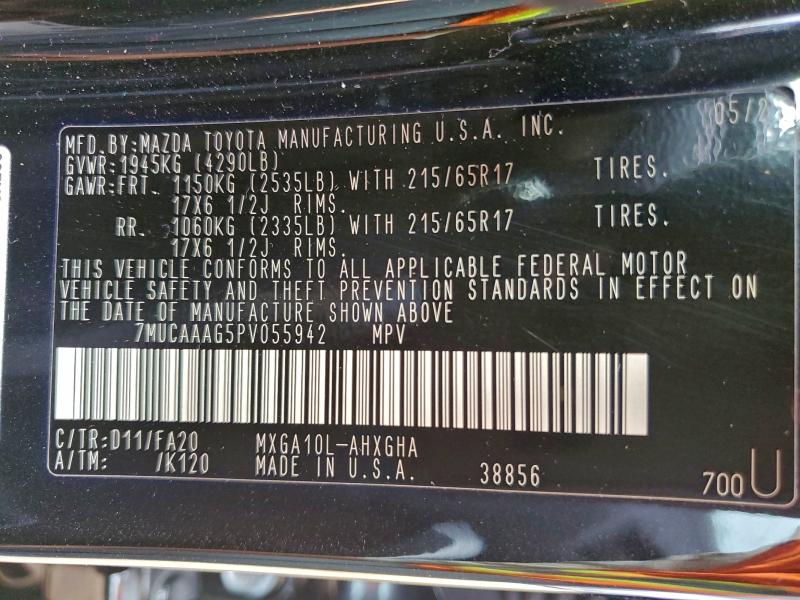 05/2
MFD.BY:MAZDA TOYOTA MANUFACTURING U.S.A. INC.
GVWR:1945KG (4290LB)
GAWR:FRT. 1150KG (2535LB) WITH 215/65R17 TIRES.
17X6 1/2J RIMS.
RR. 1060KG (2335LB) WITH 215/65R17 TIRES.
17X6 1/2J RIMS.
THIS VEHICLE CONFORMS TO ALL APPLICABLE FEDERAL MOTOR
VEHICLE SAFETY AND THEFT PREVENTION STANDARDS IN EFFECT ON
THE DATE OF MANUFACTURE SHOWN ABOVE
7MUCAAAG5PV055942 MPV
C/TR:D11/FA20 MXGA10L-AHXGHA
A/TM: /K120 MADE IN U.S.A. 38856
700 U